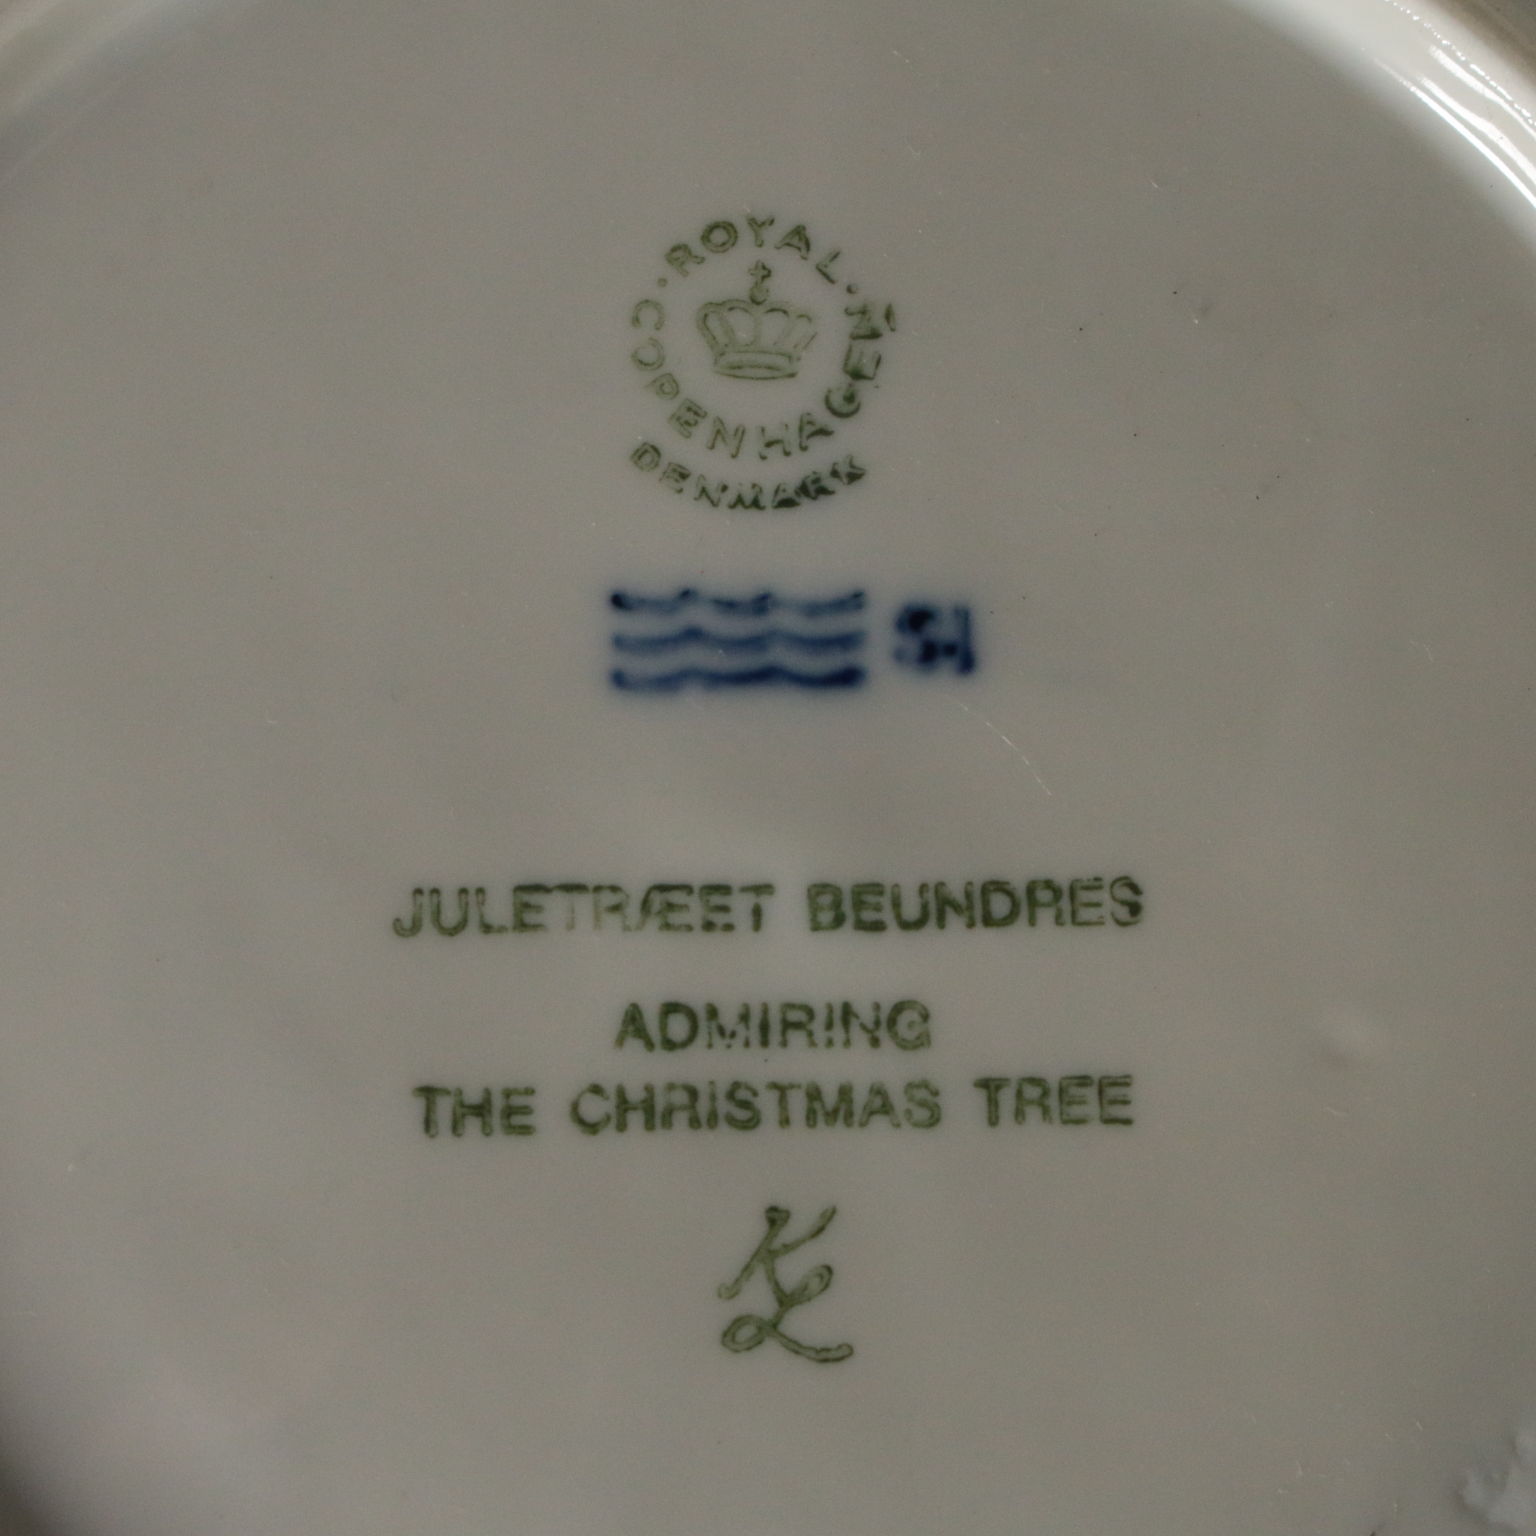 ROYAL
COPENHAGEN
DENMARK
JULETRÆET BEUNDRES
ADMIRING
THE CHRISTMAS TREE
KL